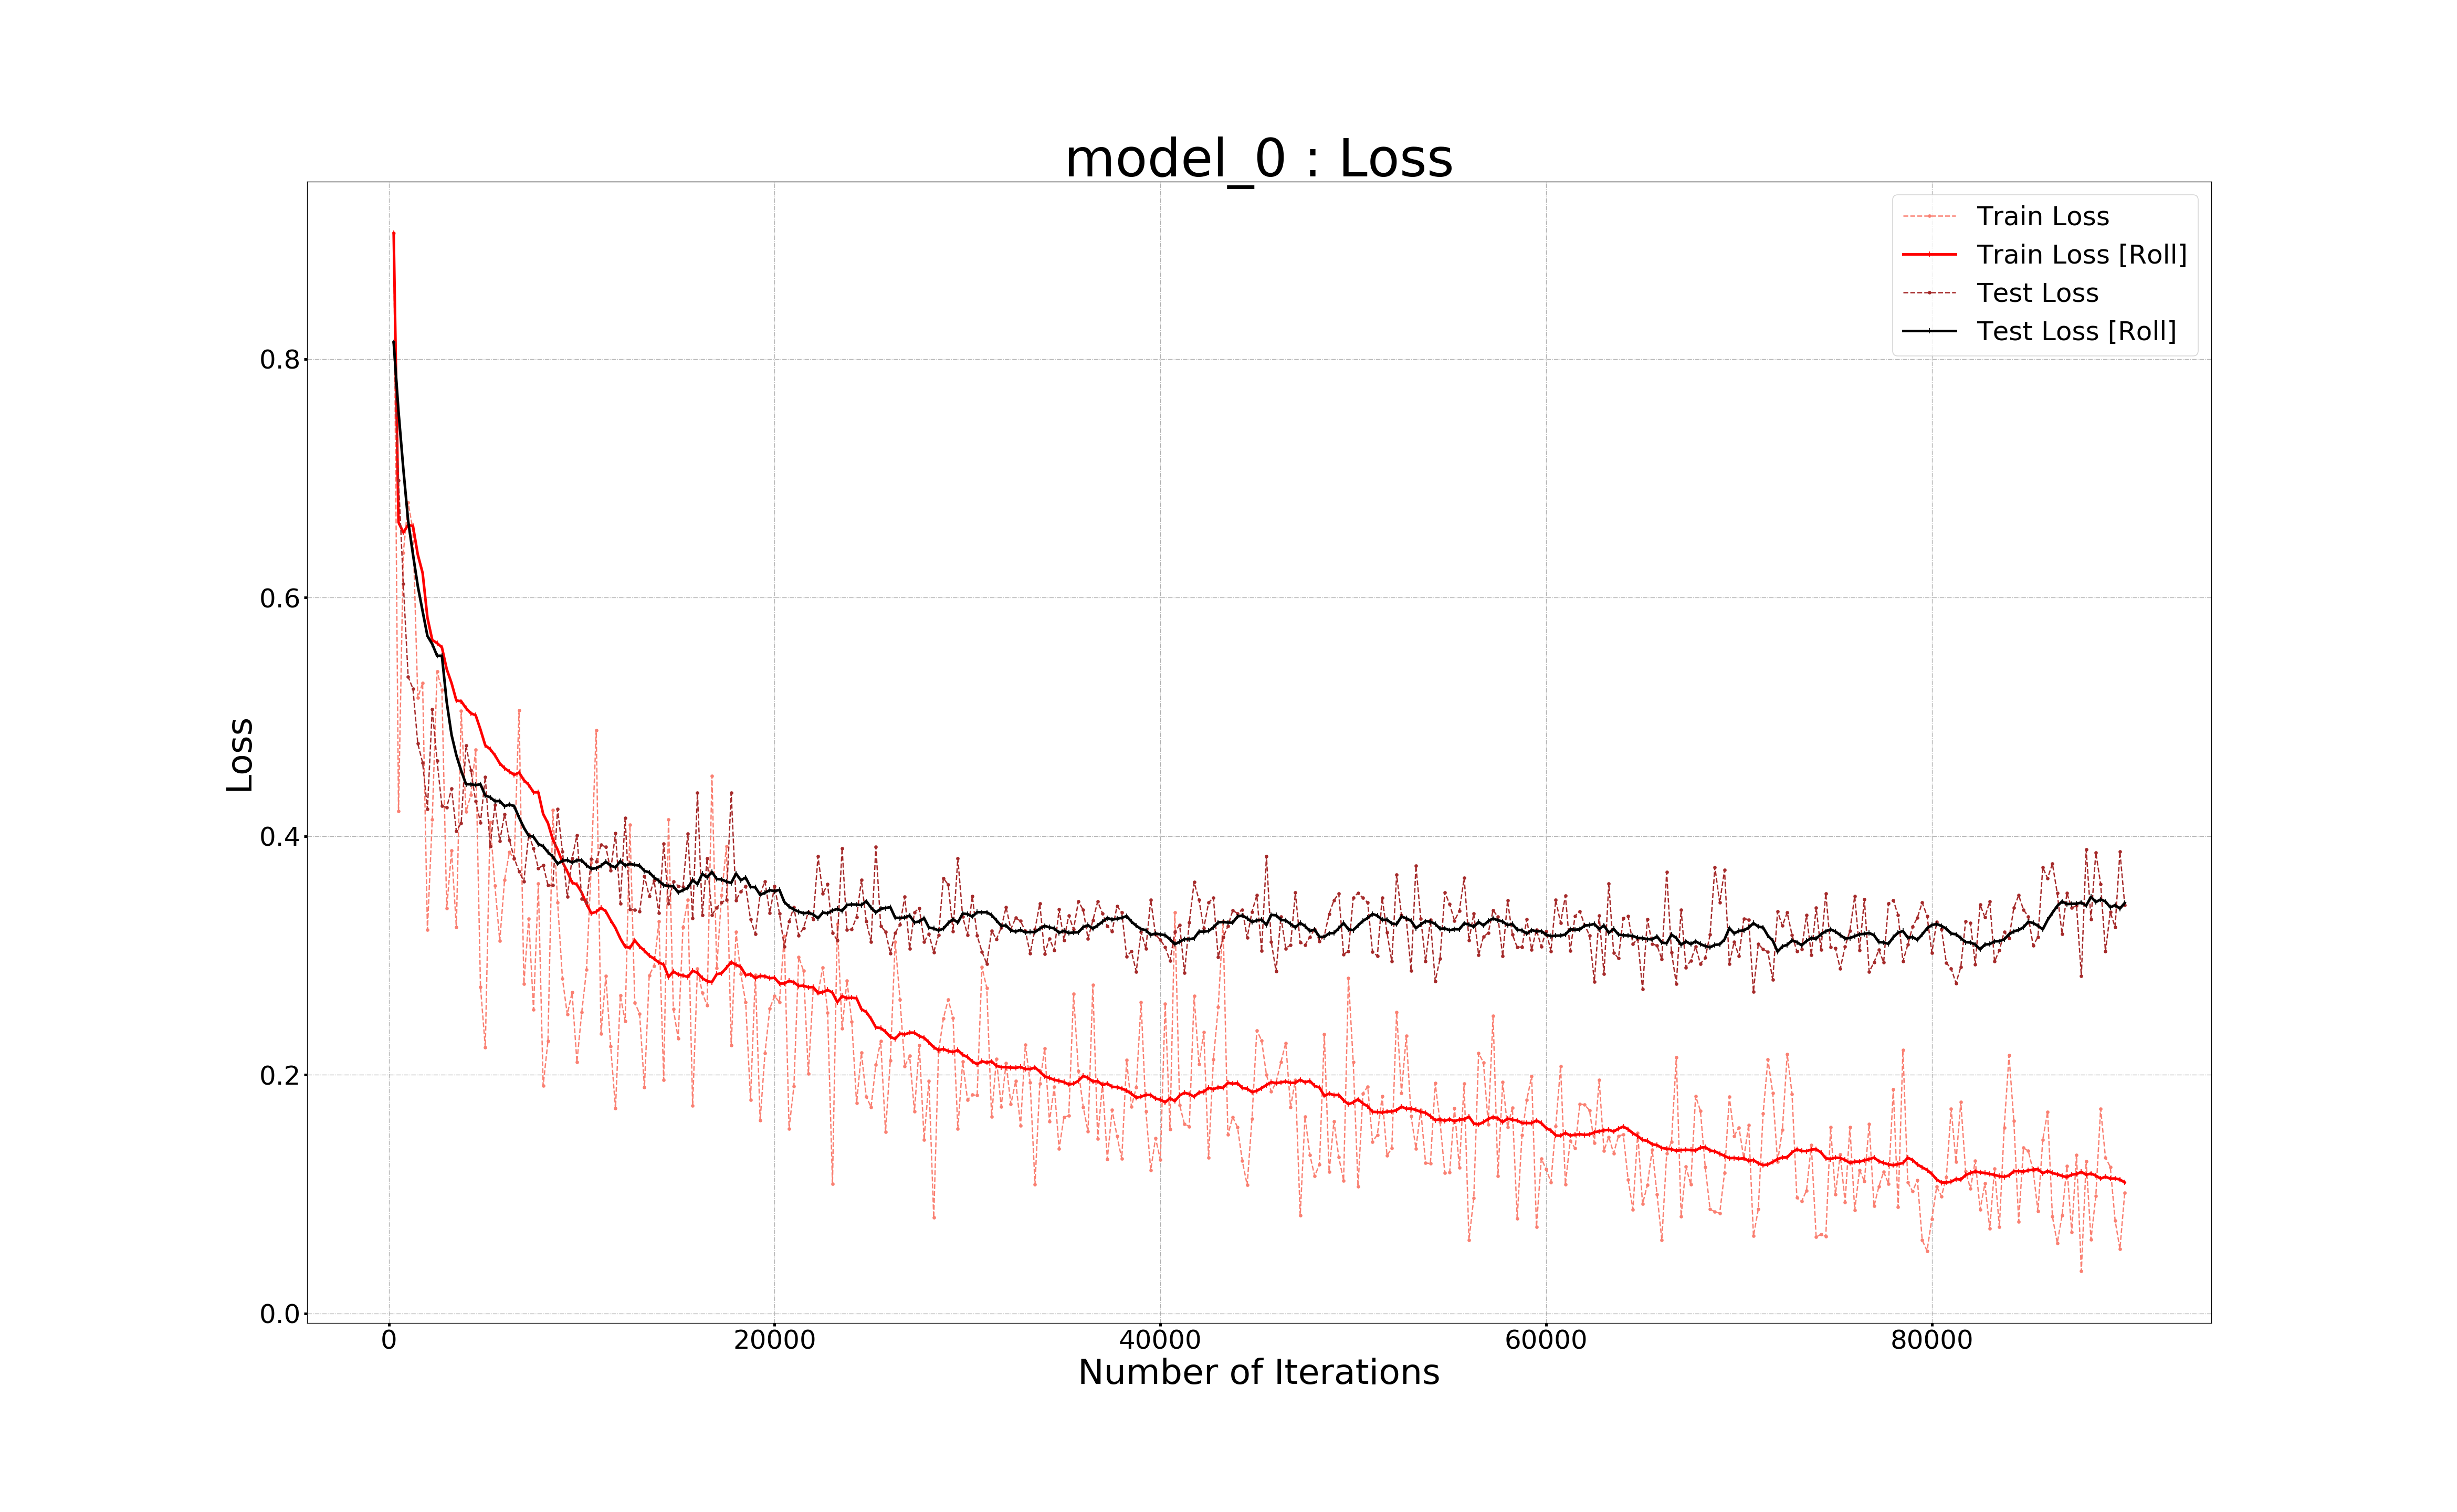 model_0 : Loss
Train Loss
Train Loss [Roll]
Test Loss
Test Loss [Roll]
0.8
0.6
0.4
0.2
0.0
Loss
0
20000
40000
60000
80000
Number of Iterations